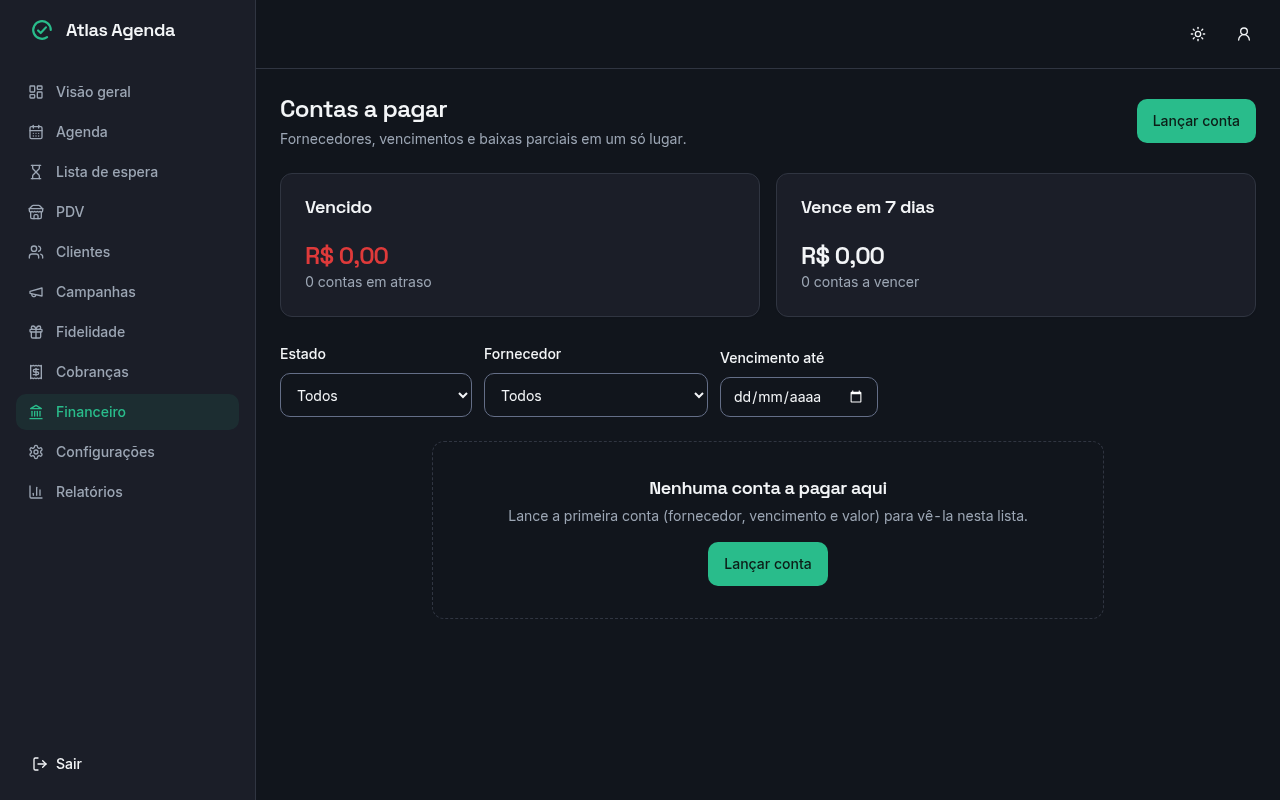 Atlas Agenda
Visão geral
Agenda
Lista de espera
PDV
Clientes
Campanhas
Fidelidade
Cobranças
Financeiro
Configurações
Relatórios
Sair
Contas a pagar
Fornecedores, vencimentos e baixas parciais em um só lugar.
Lançar conta
Vencido
R$ 0,00
0 contas em atraso
Vence em 7 dias
R$ 0,00
0 contas a vencer
Estado
Todos
Fornecedor
Todos
Vencimento até
dd/mm/aaaa
Nenhuma conta a pagar aqui
Lance a primeira conta (fornecedor, vencimento e valor) para vê-la nesta lista.
Lançar conta